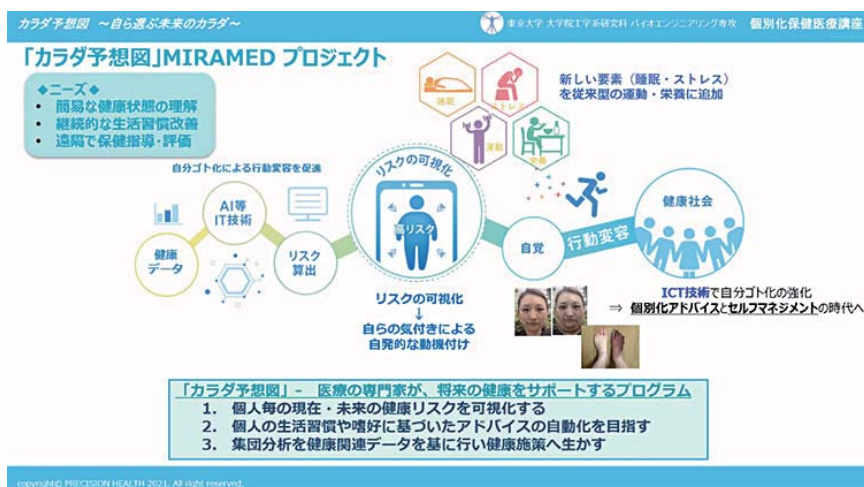 カラダ予想図 ～自ら選ぶ未来のカラダ～
東京大学 大学院工学系研究科 バイオエンジニアリング専攻 個別化保健医療講座
「カラダ予想図」MIRAMED プロジェクト
◆ニーズ◆
• 簡易な健康状態の理解
• 継続的な生活習慣改善
• 遠隔で保健指導・評価
睡眠
ストレス
運動
栄養
新しい要素（睡眠・ストレス）
を従来型の運動・栄養に追加
自分ゴト化による行動変容を促進
健康
データ
AI等
IT技術
リスク
算出
リスクの可視化
高リスク
自覚
行動変容
健康社会
リスクの可視化
↓
自らの気付きによる
自発的な動機付け
ICT技術で自分ゴト化の強化
⇒ 個別化アドバイスとセルフマネジメントの時代へ
「カラダ予想図」- 医療の専門家が、将来の健康をサポートするプログラム
1. 個人毎の現在・未来の健康リスクを可視化する
2. 個人の生活習慣や嗜好に基づいたアドバイスの自動化を目指す
3. 集団分析を健康関連データを基に行い健康施策へ生かす
copyright© PRECISION HEALTH 2021. All right reserved.